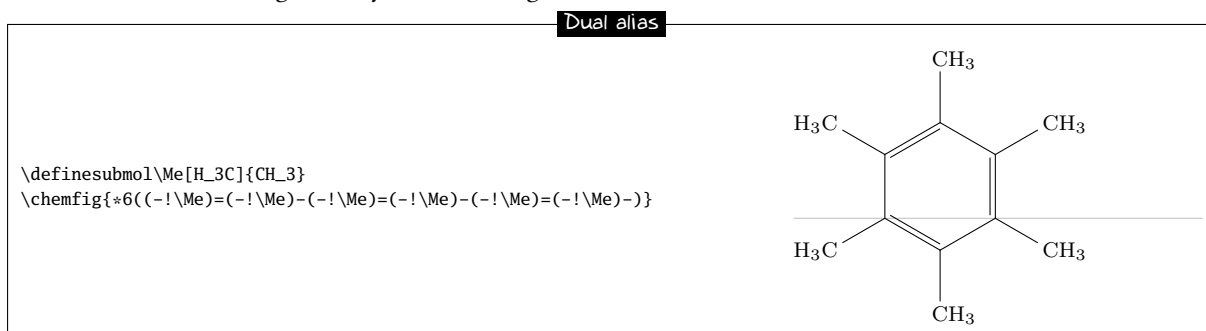 Dual alias
\definesubmol\Me[H_3C]{CH_3}
\chemfig{*6((-!\Me)=(-!\Me)-(-!\Me)=(-!\Me)-(-!\Me)=(-!\Me)-)}
CH3
H3C
CH3
H3C
CH3
CH3